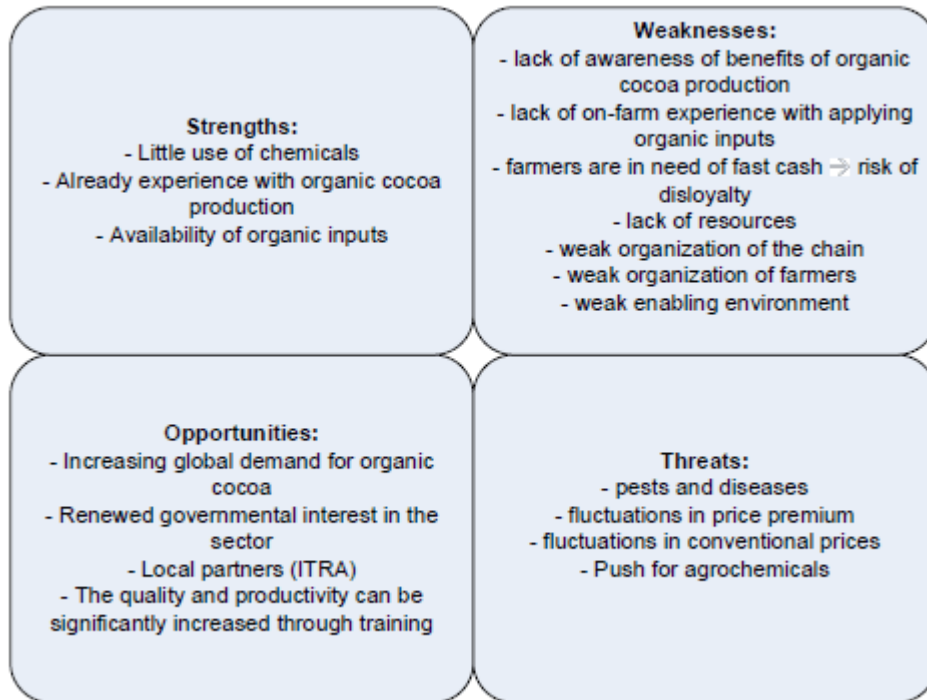 Strengths:
- Little use of chemicals
- Already experience with organic cocoa
production
- Availability of organic inputs
Weaknesses:
- lack of awareness of benefits of organic
cocoa production
- lack of on-farm experience with applying
organic inputs
- farmers are in need of fast cash → risk of
disloyalty
- lack of resources
- weak organization of the chain
- weak organization of farmers
- weak enabling environment
Opportunities:
- Increasing global demand for organic
cocoa
- Renewed governmental interest in the
sector
- Local partners (ITRA)
- The quality and productivity can be
significantly increased through training
Threats:
- pests and diseases
- fluctuations in price premium
- fluctuations in conventional prices
- Push for agrochemicals